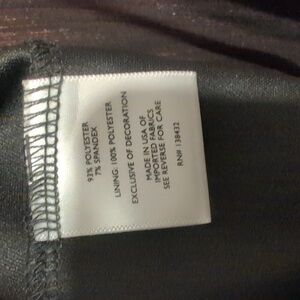 93% POLYESTER
7% SPANDEX
LINING: 100% POLYESTER
EXCLUSIVE OF DECORATION
MADE IN USA OF
IMPORTED FABRICS
SEE REVERSE FOR CARE
RN# 138432